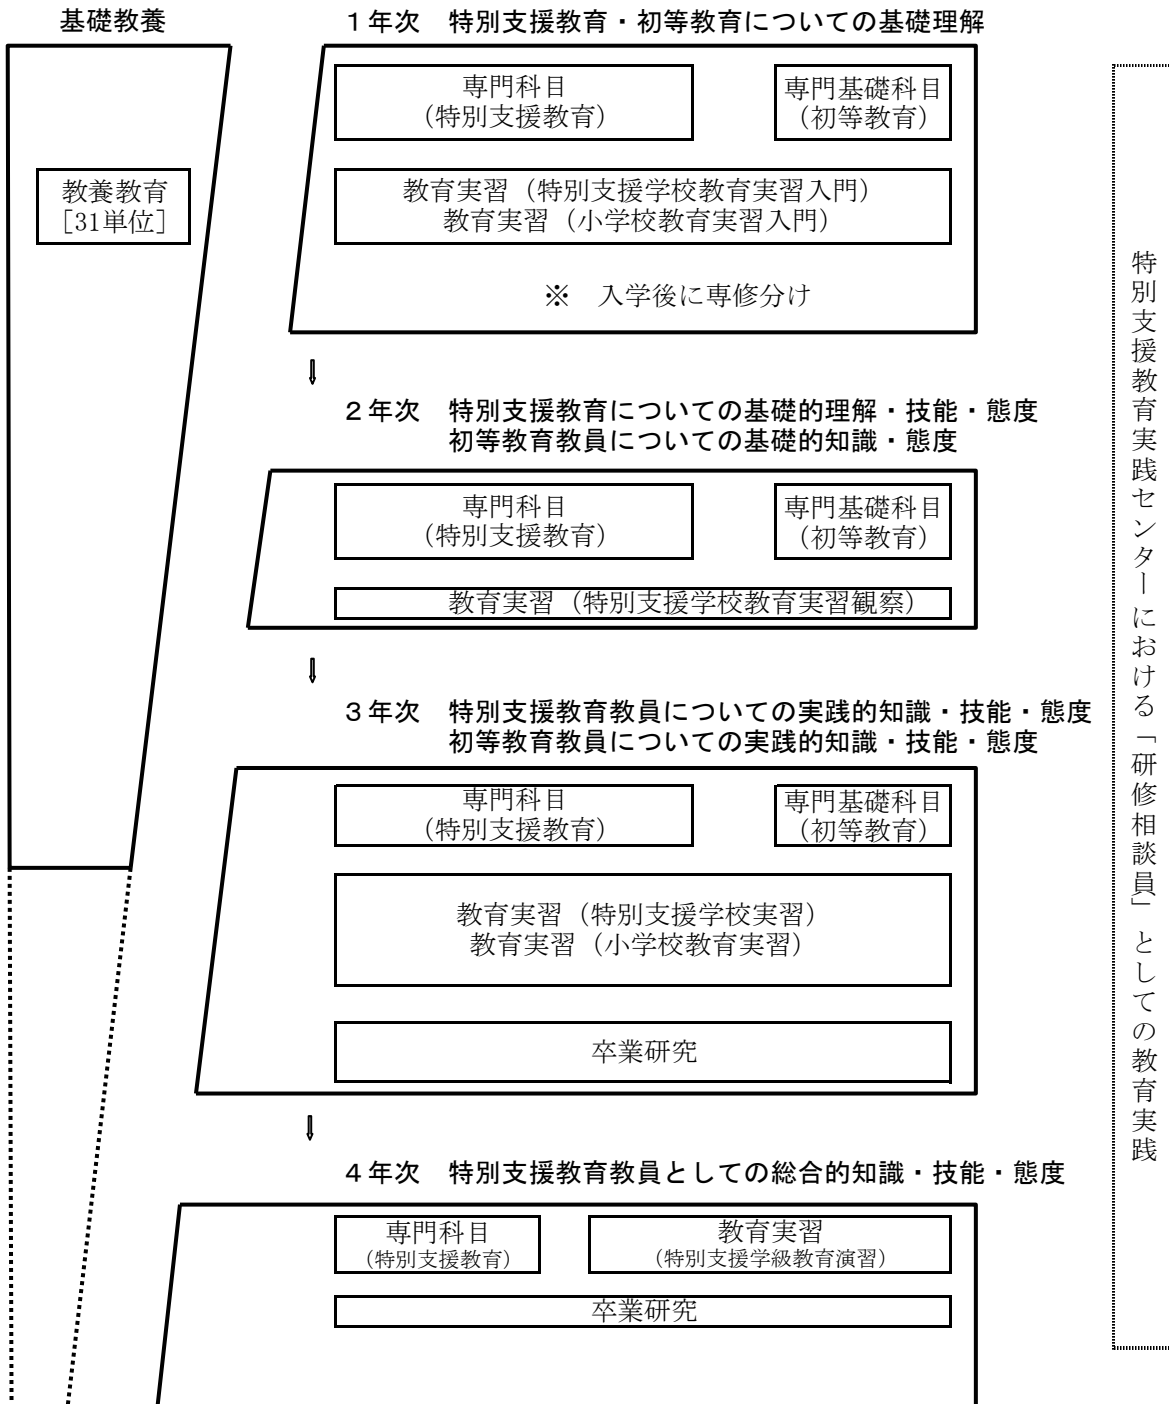 基礎教養
教養教育
[31単位]
1年次　特別支援教育・初等教育についての基礎理解
専門科目
(特別支援教育)
専門基礎科目
(初等教育)
教育実習（特別支援学校教育実習入門）
教育実習（小学校教育実習入門）
※　入学後に専修分け
⇓
2年次　特別支援教育についての基礎的理解・技能・態度
初等教育教員についての基礎的知識・態度
専門科目
(特別支援教育)
専門基礎科目
(初等教育)
教育実習（特別支援学校教育実習観察）
⇓
3年次　特別支援教育教員についての実践的知識・技能・態度
初等教育教員についての実践的知識・技能・態度
専門科目
(特別支援教育)
専門基礎科目
(初等教育)
教育実習（特別支援学校実習）
教育実習（小学校教育実習）
卒業研究
⇓
4年次　特別支援教育教員としての総合的知識・技能・態度
専門科目
(特別支援教育)
教育実習
(特別支援学級教育演習)
卒業研究
特別支援教育実践センターにおける「研修相談員」としての教育実践